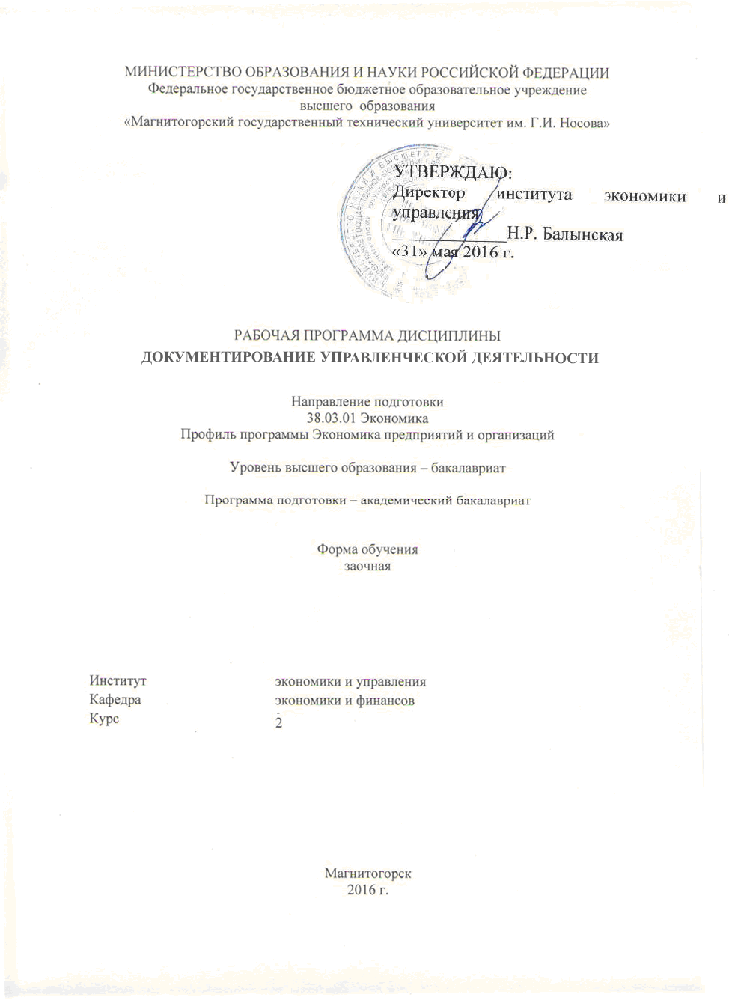 МИНИСТЕРСТВО ОБРАЗОВАНИЯ И НАУКИ РОССИЙСКОЙ ФЕДЕРАЦИИ
Федеральное государственное бюджетное образовательное учреждение
высшего образования
«Магнитогорский государственный технический университет им. Г.И. Носова»
УТВЕРЖДАЮ:
Директор института экономики и
управления
Н.Р. Балынская
«31» мая 2016 г.
РАБОЧАЯ ПРОГРАММА ДИСЦИПЛИНЫ
ДОКУМЕНТИРОВАНИЕ УПРАВЛЕНЧЕСКОЙ ДЕЯТЕЛЬНОСТИ
Направление подготовки
38.03.01 Экономика
Профиль программы Экономика предприятий и организаций
Уровень высшего образования – бакалавриат
Программа подготовки – академический бакалавриат
Форма обучения
заочная
Институт экономики и управления
Кафедра экономики и финансов
Курс 2
Магнитогорск
2016 г.